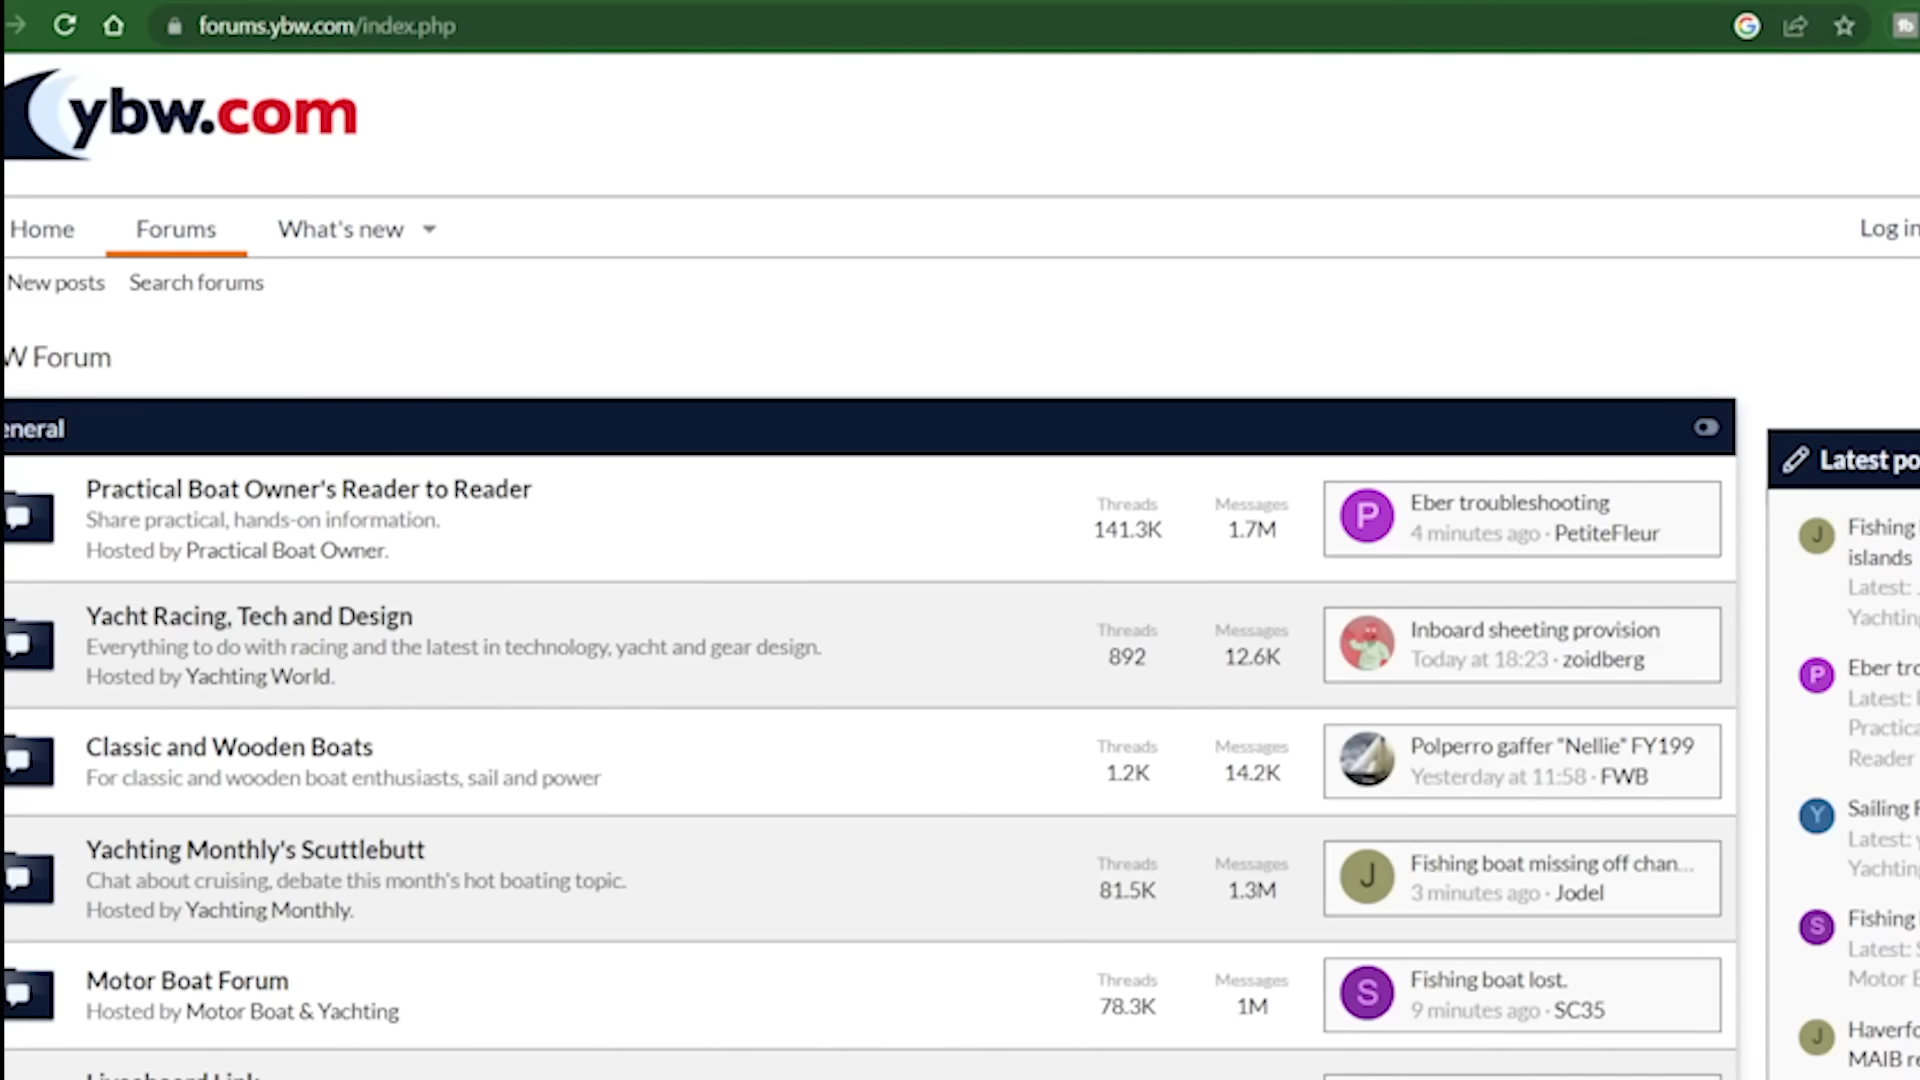 forums.ybw.com/index.php
ybw.com
Home Forums What's new Log in
New posts Search forums
Forum
Practical Boat Owner's Reader to Reader
Share practical, hands-on information.
Hosted by Practical Boat Owner.
Threads Messages
141.3K 1.7M
P
Eber troubleshooting
4 minutes ago · PetiteFleur
Yacht Racing, Tech and Design
Everything to do with racing and the latest in technology, yacht and gear design.
Hosted by Yachting World.
Threads Messages
892 12.6K
Inboard sheeting provision
Today at 18:23 · zoidberg
Classic and Wooden Boats
For classic and wooden boat enthusiasts, sail and power
Threads Messages
1.2K 14.2K
Polperro gaffer "Nellie" FY199
Yesterday at 11:58 · FWB
Yachting Monthly's Scuttlebutt
Chat about cruising, debate this month's hot boating topic.
Hosted by Yachting Monthly.
Threads Messages
81.5K 1.3M
J
Fishing boat missing off chan...
3 minutes ago · Jodel
Motor Boat Forum
Hosted by Motor Boat & Yachting
Threads Messages
78.3K 1M
S
Fishing boat lost.
9 minutes ago · SC35
Latest po
J
Fishing
islands
Latest:
Yachting
P
Eber tro
Latest:
Practica
Reader
Y
Sailing
Latest:
Yachting
S
Fishing
Latest:
Motor
J
Haverfo
MAIB re